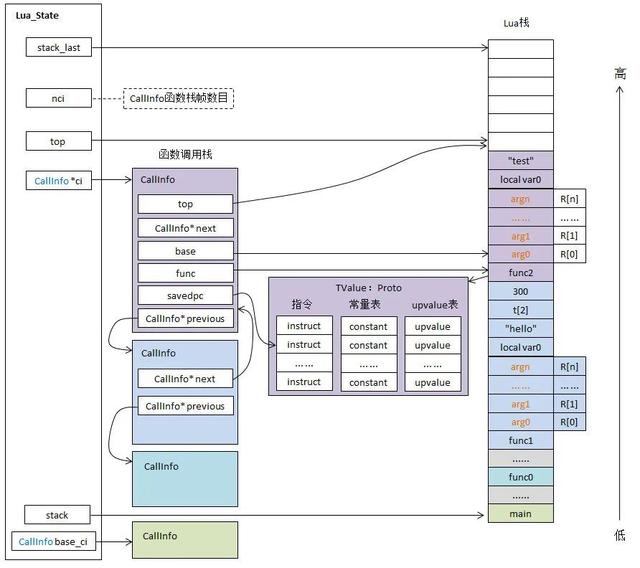 Lua_State
stack_last
nci
top
CallInfo *ci
stack
CallInfo base_ci
CallInfo函数栈帧数目
函数调用栈
CallInfo
top
CallInfo* next
base
func
savedpc
CallInfo* previous
CallInfo
CallInfo* next
CallInfo* previous
CallInfo
CallInfo
TValue: Proto
指令 常量表 upvalue表
instruct constant upvalue
instruct constant upvalue
…… …… ……
instruct constant upvalue
Lua栈
"test"
local var0
argn R[n]
…… ……
arg1 R[1]
arg0 R[0]
func2
300
t[2]
"hello"
local var0
argn R[n]
…… ……
arg1 R[1]
arg0 R[0]
func1
……
func0
……
main
高
低